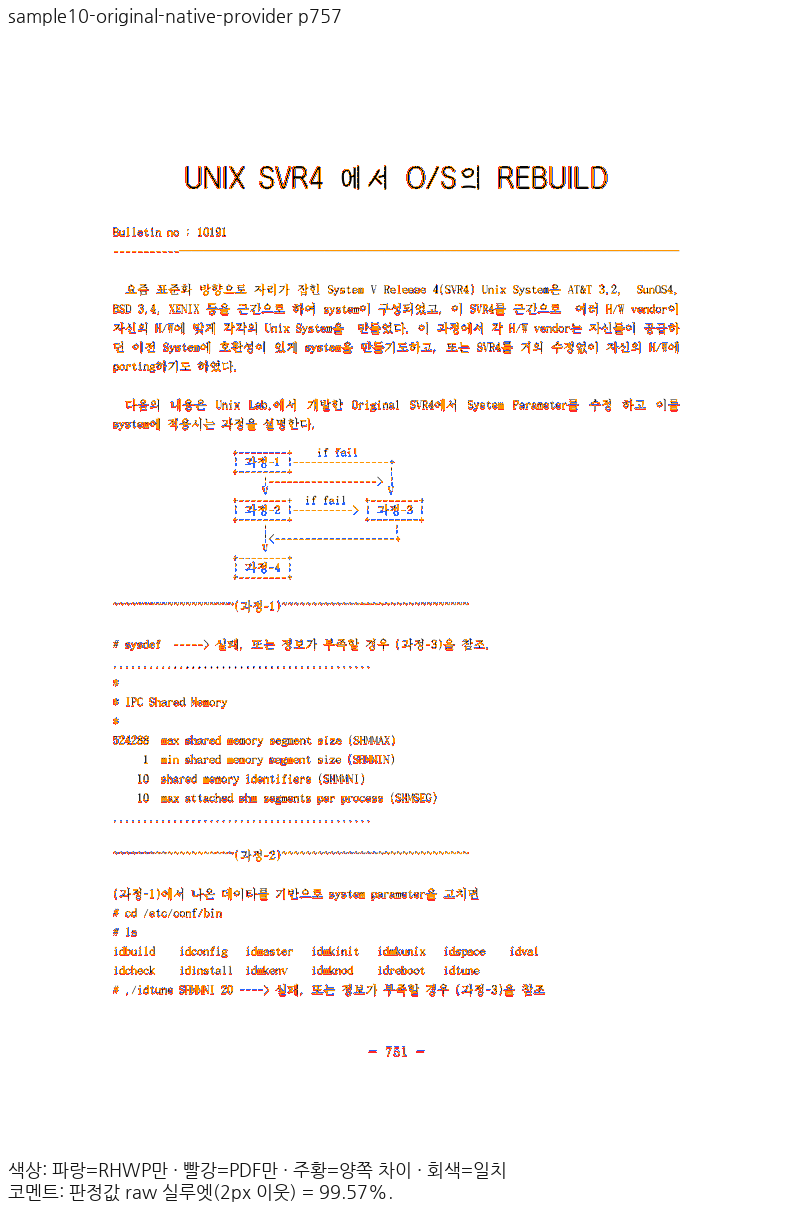 sample10-original-native-provider p757
UNIX SVR4 에서 O/S의 REBUILD
Bulletin no : 10191
-----------
요즘 표준화 방향으로 자리가 잡힌 System V Release 4(SVR4) Unix System은 AT&T 3.2, SunOS4,
BSD 3.4, XENIX 등을 근간으로 하여 system이 구성되었고, 이 SVR4를 근간으로 여러 H/W vendor이
자신의 H/W에 맞게 각각의 Unix System을 만들었다. 이 과정에서 각 H/W vendor는 자신들이 공급하
던 이전 System에 호환성이 있게 system을 만들기도하고, 또는 SVR4를 거의 수정없이 자신의 H/W에
porting하기도 하였다.
다음의 내용은 Unix Lab.에서 개발한 Original SVR4에서 System Parameter를 수정 하고 이를
system에 적용시는 과정을 설명한다.
+---------+ if fail
| 과정-1 |-----------------+
+---------+
|------------------> |
v v
+---------+ if fail +---------+
| 과정-2 |----------> | 과정-3 |
+---------+ +---------+
| |
|<--------------------+
v
+---------+
| 과정-4 |
+---------+
~~~~~~~~~~~~~~~~~~~~(과정-1)~~~~~~~~~~~~~~~~~~~~~~~~~~~~~~~
# sysdef -----> 실패, 또는 정보가 부족할 경우 (과정-3)을 참조.
...........................................
*
* IPC Shared Memory
*
524288 max shared memory segment size (SHMMAX)
1 min shared memory segment size (SHMMIN)
10 shared memory identifiers (SHMMNI)
10 max attached shm segments per process (SHMSEG)
...........................................
~~~~~~~~~~~~~~~~~~~~(과정-2)~~~~~~~~~~~~~~~~~~~~~~~~~~~~~~~
(과정-1)에서 나온 데이타를 기반으로 system parameter을 고치면
# cd /etc/conf/bin
# ls
idbuild idconfig idmaster idmkinit idmkunix idspace idval
idcheck idinstall idmkenv idmknod idreboot idtune
# ./idtune SHMMNI 20 ----> 실패, 또는 정보가 부족할 경우 (과정-3)을 참조
- 751 -
색상: 파랑=RHWP만 · 빨강=PDF만 · 주황=양쪽 차이 · 회색=일치
코멘트: 판정값 raw 실루엣(2px 이웃) = 99.57%.